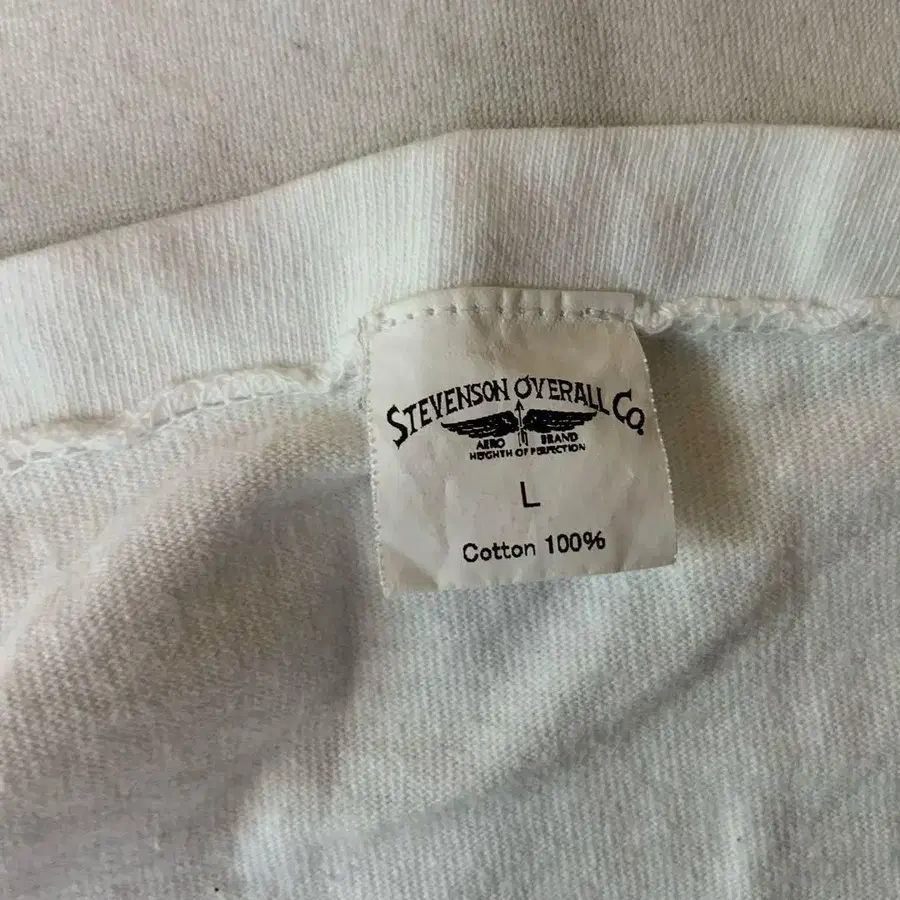 STEVENSON OVERALL CO.
AERO BRAND
HEIGHTH OF PERFECTION
L
Cotton 100%